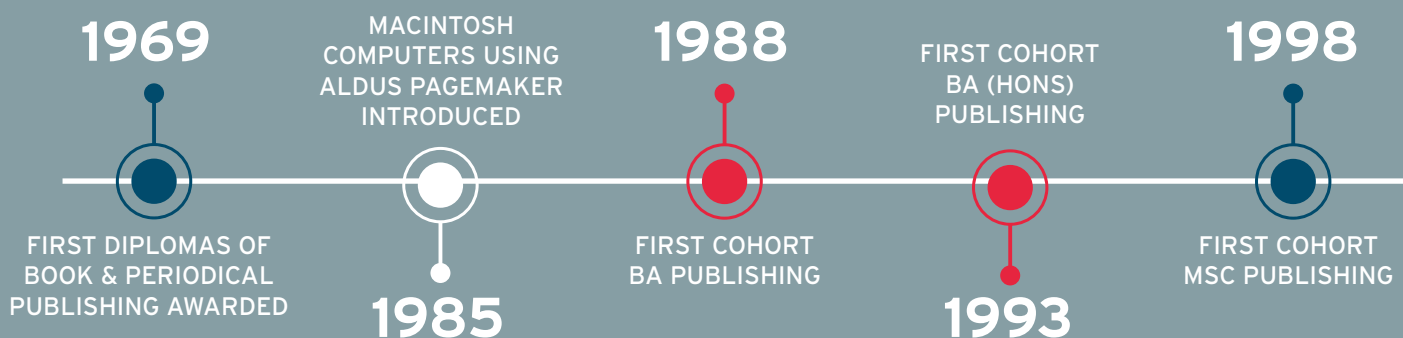 1969
FIRST DIPLOMAS OF
BOOK & PERIODICAL
PUBLISHING AWARDED
MACINTOSH
COMPUTERS USING
ALDUS PAGEMAKER
INTRODUCED
1985
1988
FIRST COHORT
BA PUBLISHING
FIRST COHORT
BA (HONS)
PUBLISHING
1993
1998
FIRST COHORT
MSC PUBLISHING